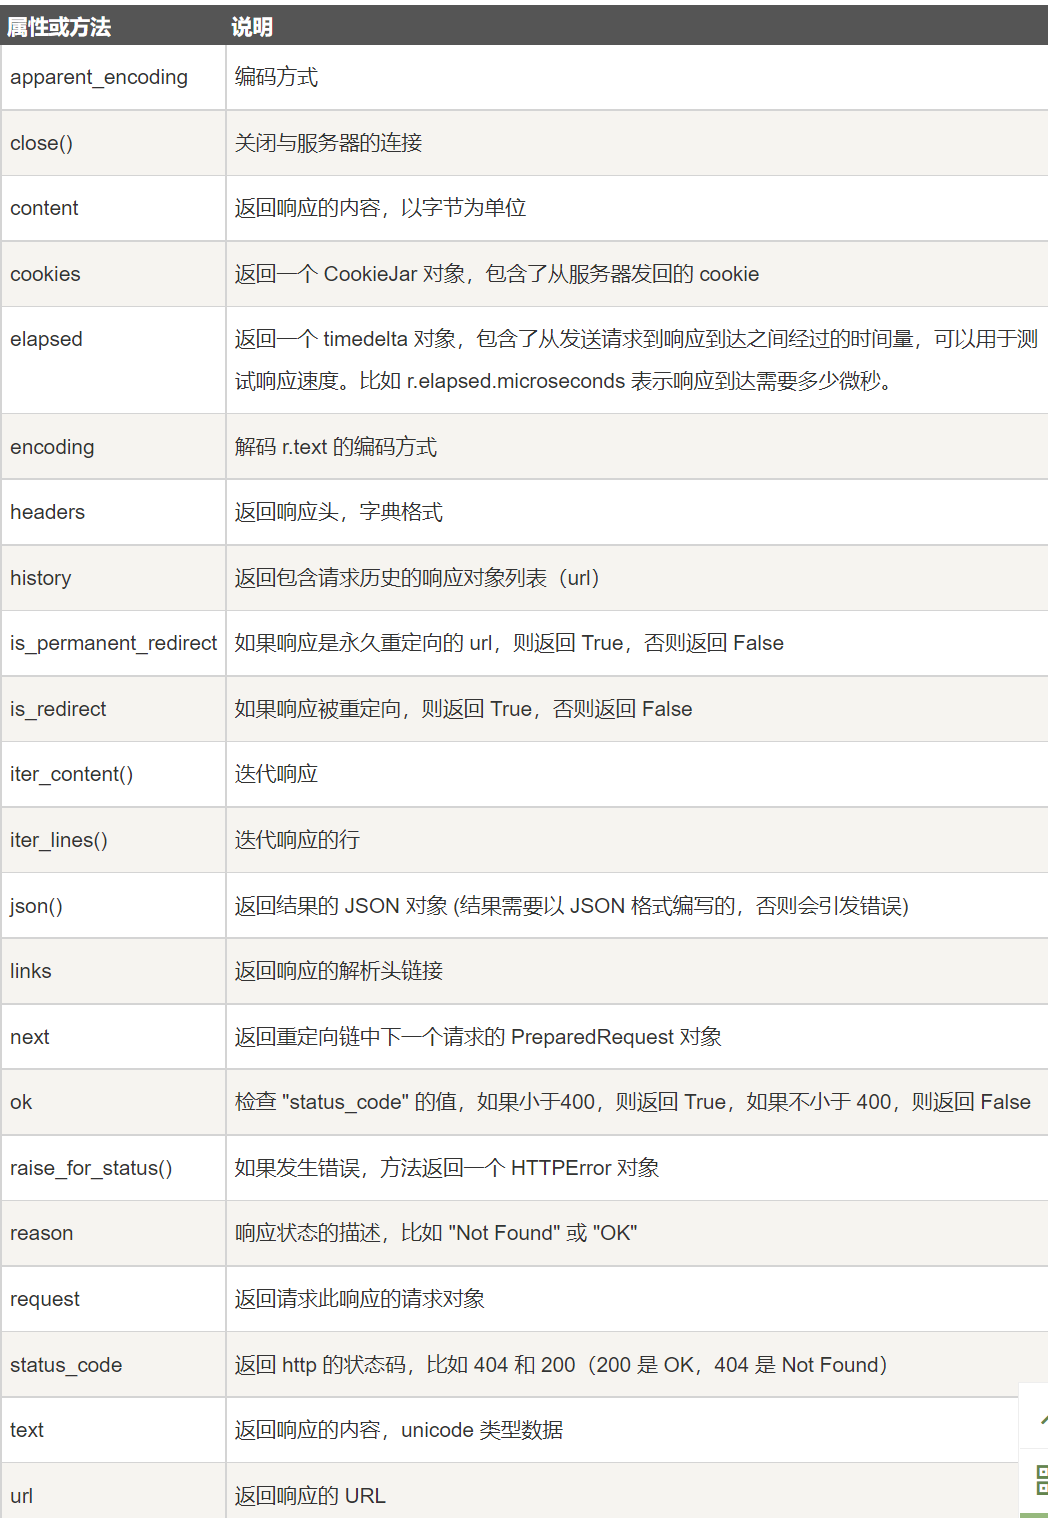 属性或方法 说明
apparent_encoding 编码方式
close() 关闭与服务器的连接
content 返回响应的内容，以字节为单位
cookies 返回一个 CookieJar 对象，包含了从服务器发回的 cookie
elapsed 返回一个 timedelta 对象，包含了从发送请求到响应到达之间经过的时间量，可以用于测
试响应速度。比如 r.elapsed.microseconds 表示响应到达需要多少微秒。
encoding 解码 r.text 的编码方式
headers 返回响应头，字典格式
history 返回包含请求历史的响应对象列表（url）
is_permanent_redirect 如果响应是永久重定向的 url，则返回 True，否则返回 False
is_redirect 如果响应被重定向，则返回 True，否则返回 False
iter_content() 迭代响应
iter_lines() 迭代响应的行
json() 返回结果的 JSON 对象 (结果需要以 JSON 格式编写的，否则会引发错误)
links 返回响应的解析头链接
next 返回重定向链中下一个请求的 PreparedRequest 对象
ok 检查 "status_code" 的值，如果小于400，则返回 True，如果不小于 400，则返回 False
raise_for_status() 如果发生错误，方法返回一个 HTTPError 对象
reason 响应状态的描述，比如 "Not Found" 或 "OK"
request 返回请求此响应的请求对象
status_code 返回 http 的状态码，比如 404 和 200（200 是 OK，404 是 Not Found）
text 返回响应的内容，unicode 类型数据
url 返回响应的 URL